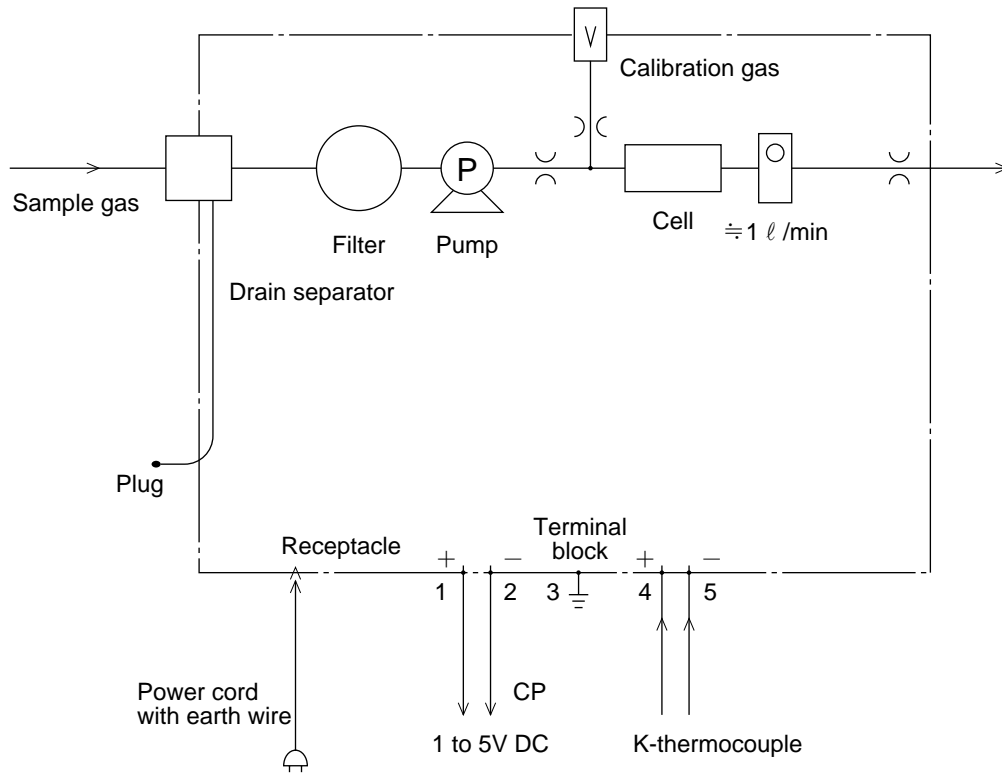 V
Calibration gas
Sample gas
P
Filter
Pump
Cell
≒1 ℓ /min
Drain separator
Plug
Receptacle
Terminal
block
+
−
+
−
1
2
3
4
5
Power cord
with earth wire
CP
1 to 5V DC
K-thermocouple